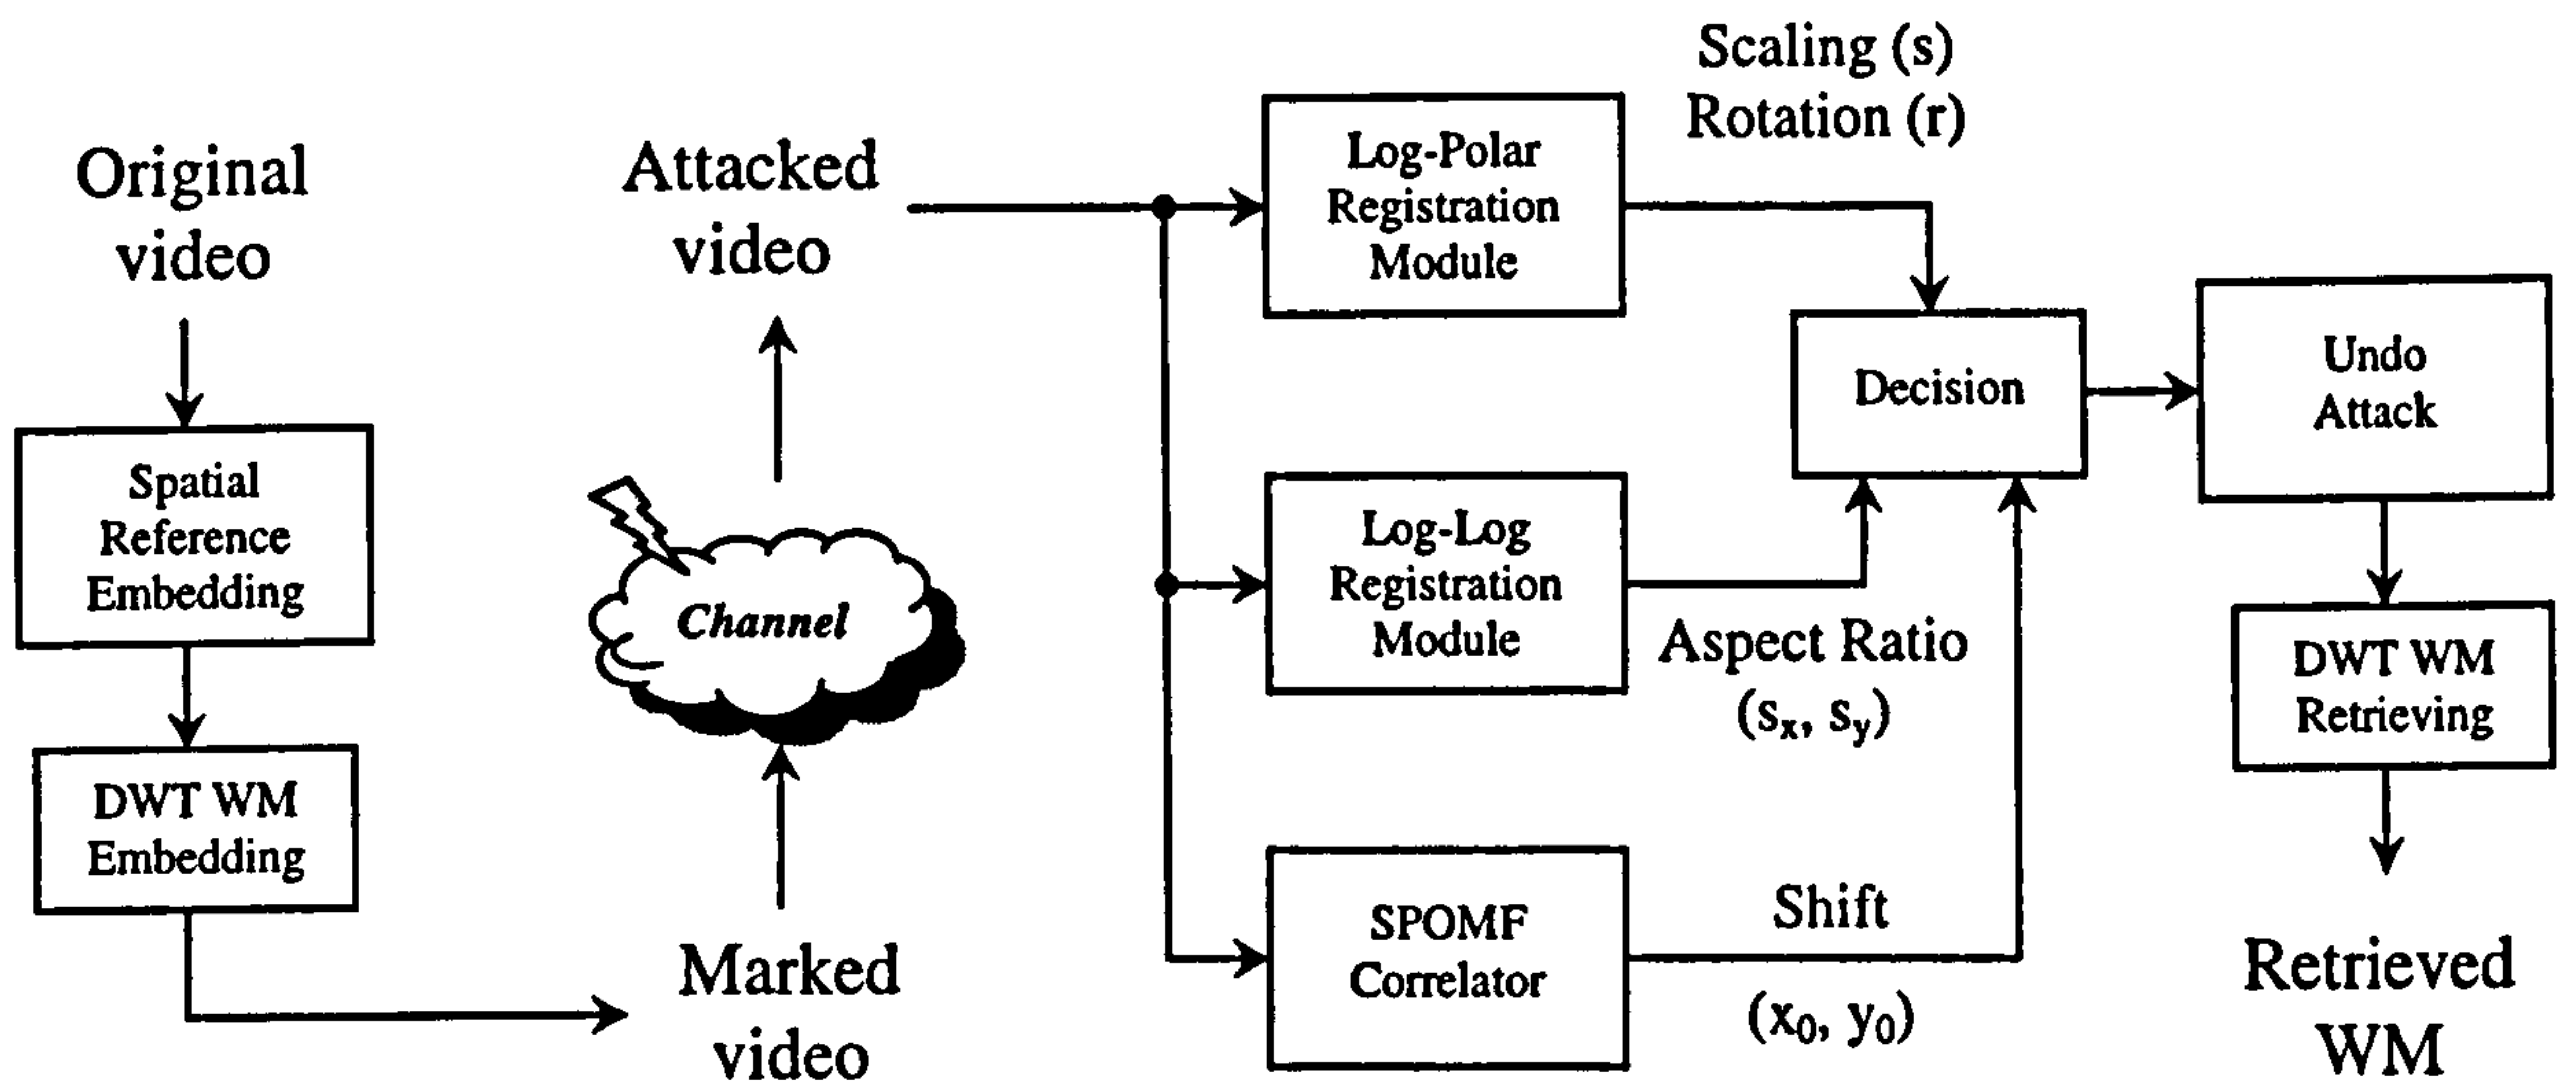 Original
video
Spatial
Reference
Embedding
DWT WM
Embedding
Marked
video
Channel
Attacked
video
Log-Polar
Registration
Module
Scaling (s)
Rotation (r)
Log-Log
Registration
Module
Aspect Ratio
(sx, sy)
SPOMF
Correlator
Shift
(x0, y0)
Decision
Undo
Attack
DWT WM
Retrieving
Retrieved
WM